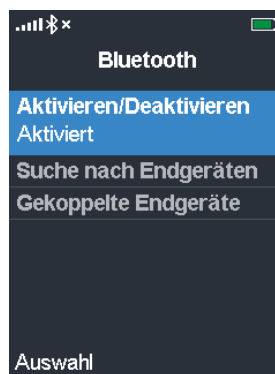 Bluetooth
Aktivieren/Deaktivieren
Aktiviert
Suche nach Endgeräten
Gekoppelte Endgeräte
Auswahl